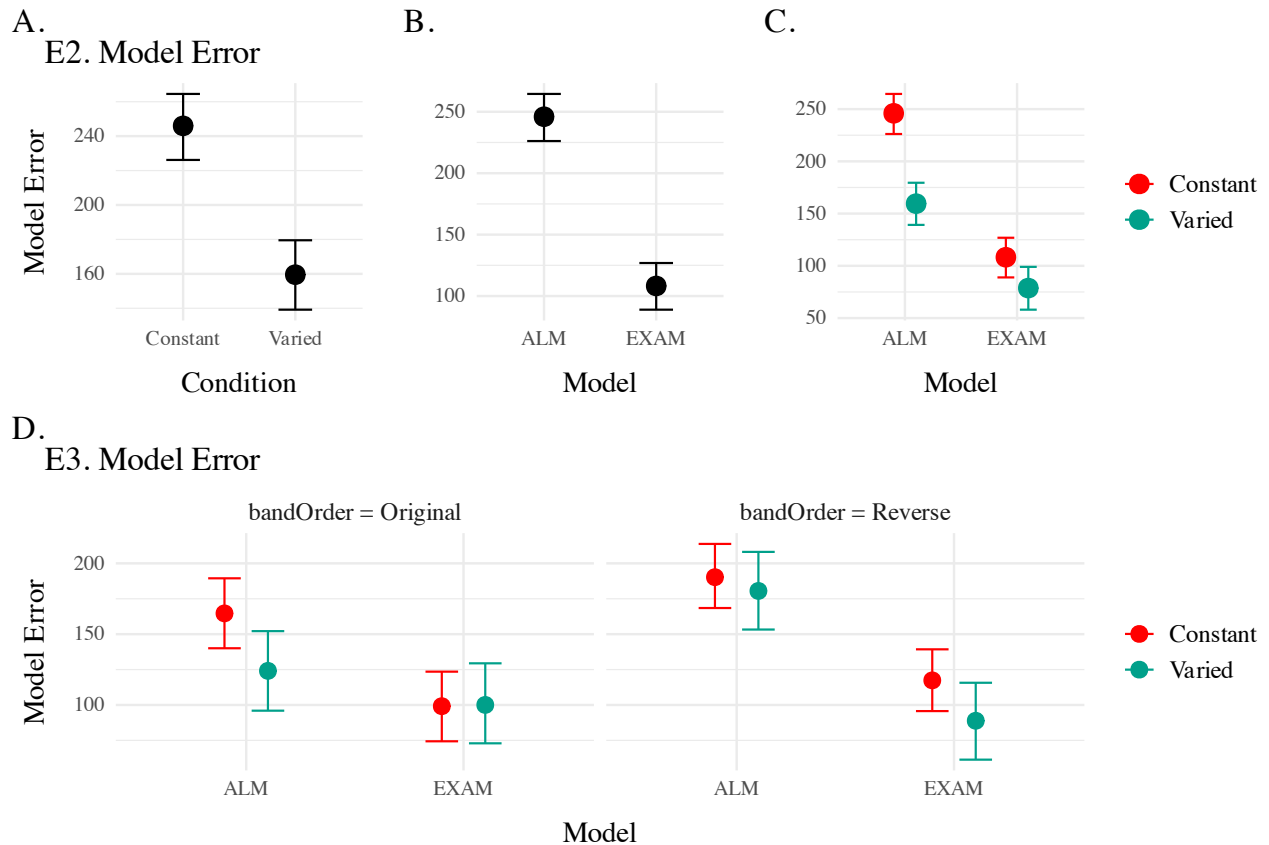 A.
E2. Model Error
Model Error
240
200
160
Constant Varied
Condition
B.
250
200
150
100
ALM EXAM
Model
C.
250
200
150
100
50
ALM EXAM
Model
Constant
Varied
D.
E3. Model Error
bandOrder = Original
bandOrder = Reverse
Model Error
200
150
100
ALM EXAM
ALM EXAM
Model
Constant
Varied